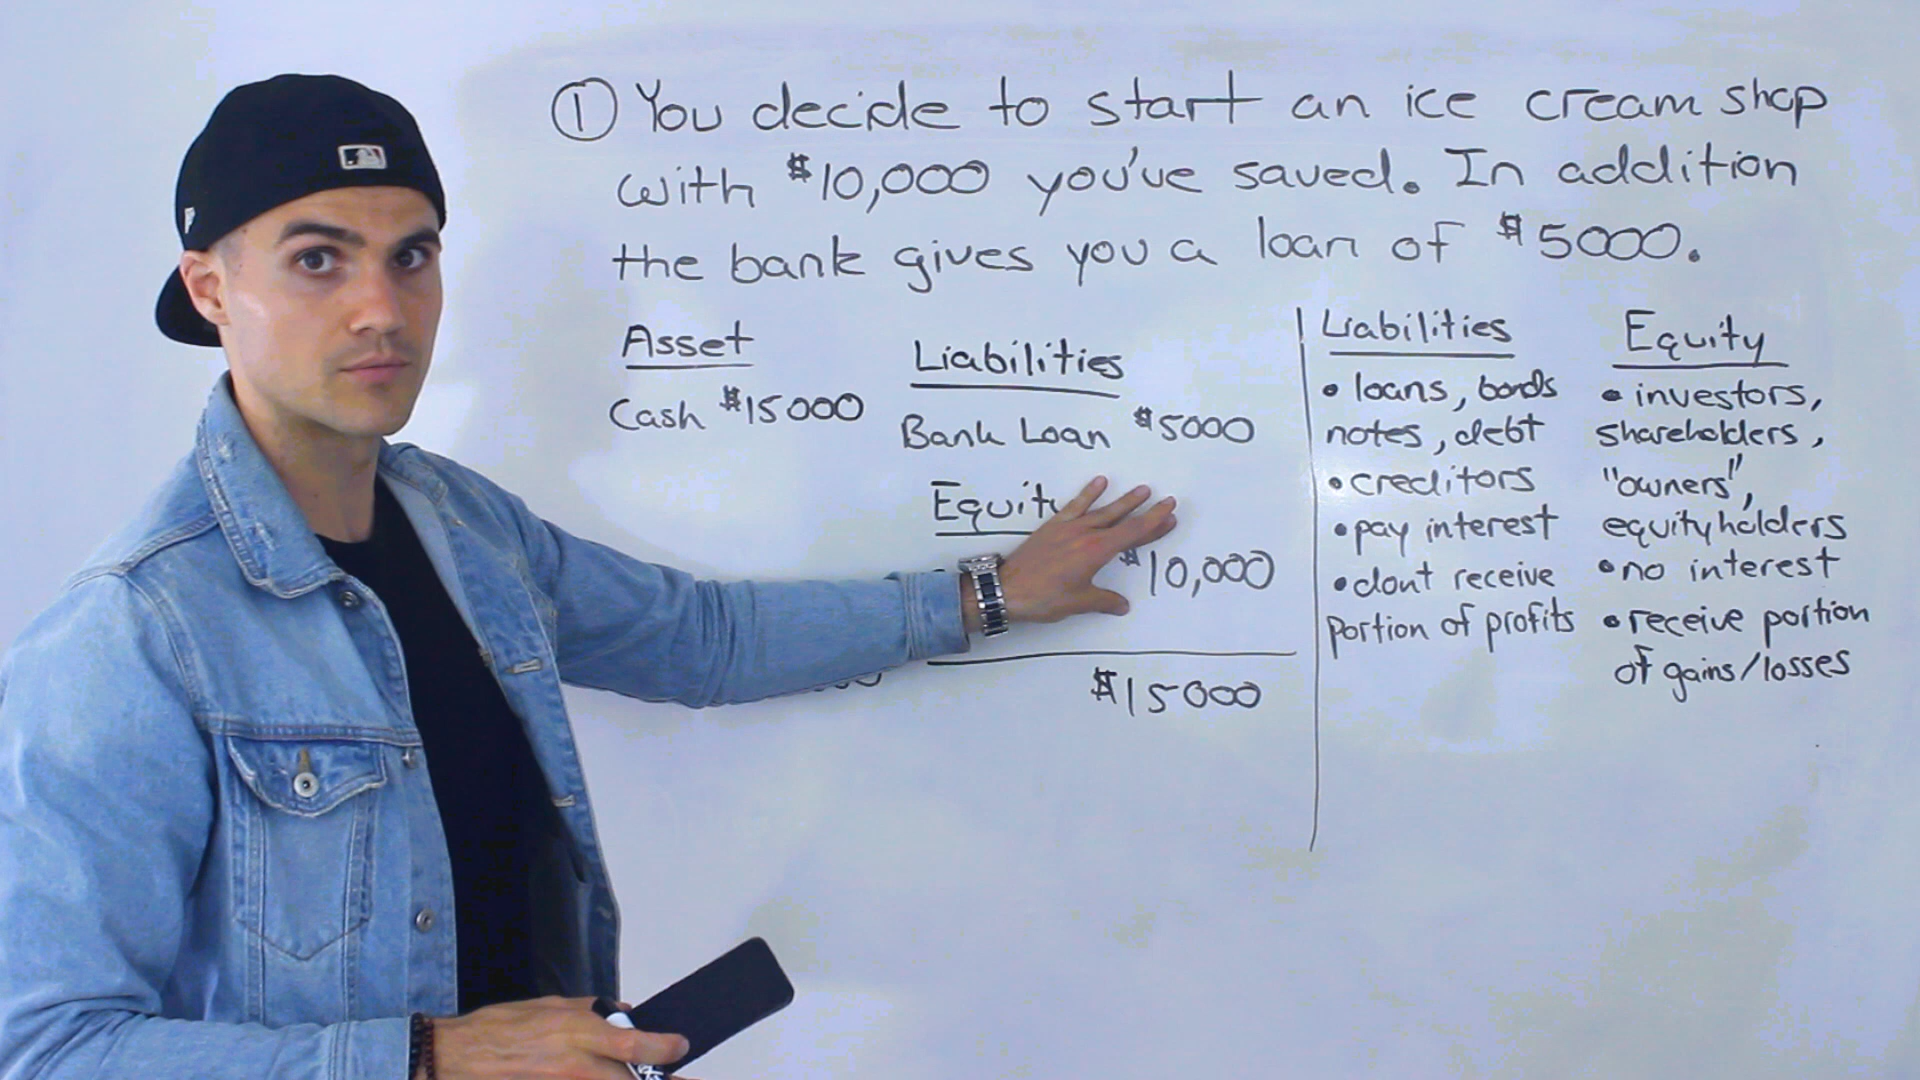 ① You decide to start an ice cream shop
with $10,000 you've saved. In addition
the bank gives you a loan of $5000.
Asset
Cash $15000
Liabilities
Bank Loan $5000
Equity
$10,000
$15000
Liabilities
• loans, bonds
notes, debt
• creditors
• pay interest
• dont receive
portion of profits
Equity
• investors,
shareholders,
"owners",
equityholders
• no interest
• receive portion
of gains/losses